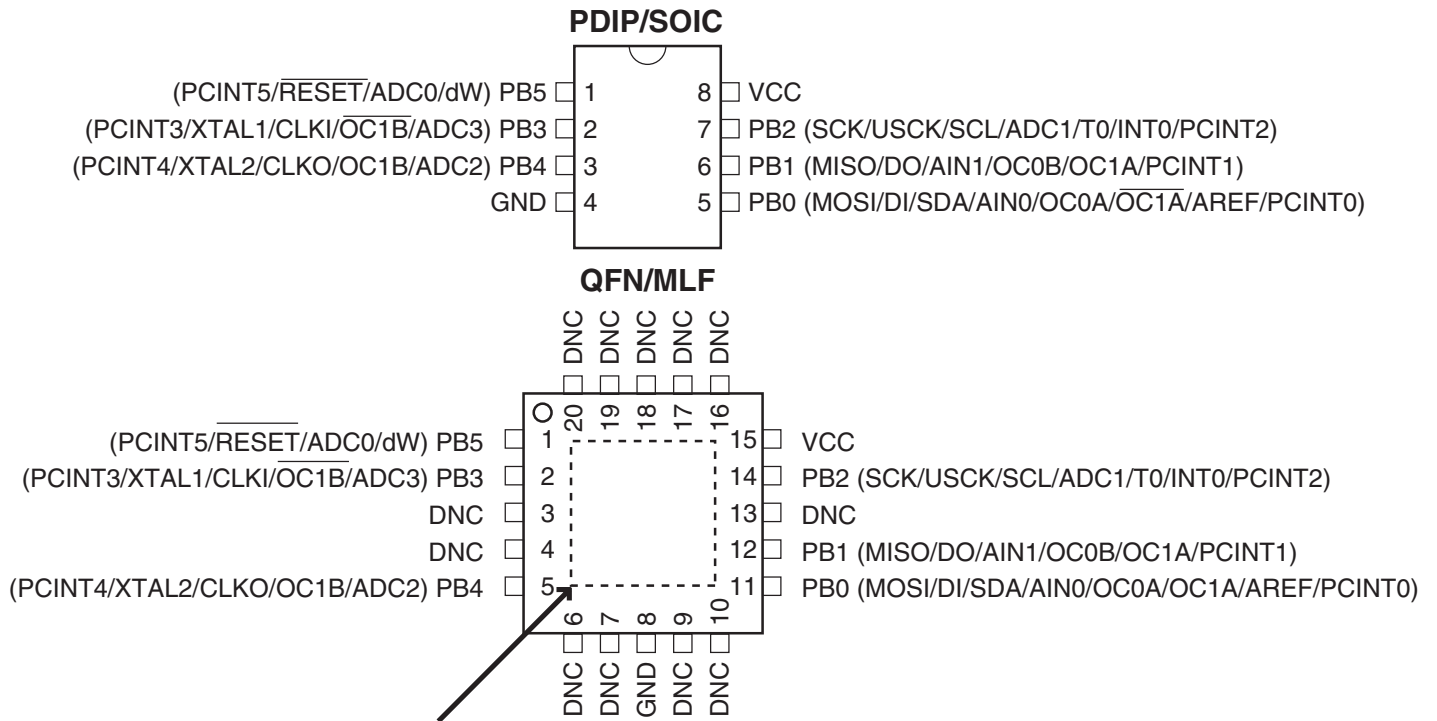 PDIP/SOIC
(PCINT5/R̅E̅S̅E̅T̅/ADC0/dW) PB5 1 8 VCC
(PCINT3/XTAL1/CLKI/O̅C̅1̅B̅/ADC3) PB3 2 7 PB2 (SCK/USCK/SCL/ADC1/T0/INT0/PCINT2)
(PCINT4/XTAL2/CLKO/OC1B/ADC2) PB4 3 6 PB1 (MISO/DO/AIN1/OC0B/OC1A/PCINT1)
GND 4 5 PB0 (MOSI/DI/SDA/AIN0/OC0A/O̅C̅1̅A̅/AREF/PCINT0)
QFN/MLF
DNC DNC DNC DNC DNC
20 19 18 17 16
(PCINT5/R̅E̅S̅E̅T̅/ADC0/dW) PB5 1 15 VCC
(PCINT3/XTAL1/CLKI/O̅C̅1̅B̅/ADC3) PB3 2 14 PB2 (SCK/USCK/SCL/ADC1/T0/INT0/PCINT2)
DNC 3 13 DNC
DNC 4 12 PB1 (MISO/DO/AIN1/OC0B/OC1A/PCINT1)
(PCINT4/XTAL2/CLKO/OC1B/ADC2) PB4 5 11 PB0 (MOSI/DI/SDA/AIN0/OC0A/OC1A/AREF/PCINT0)
6 7 8 9 10
DNC DNC GND DNC DNC